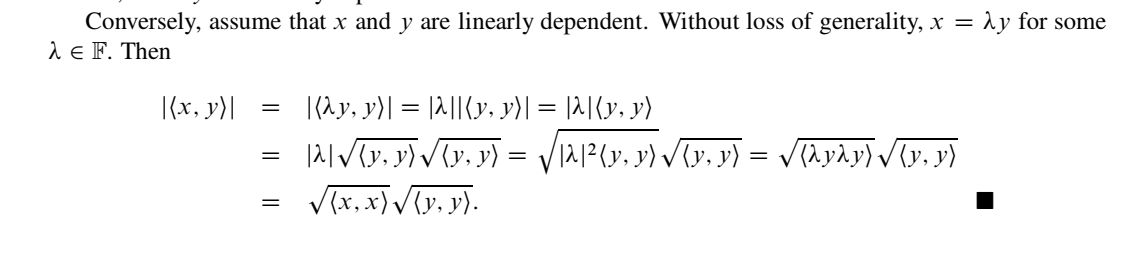 Conversely, assume that x and y are linearly dependent. Without loss of generality, x = λy for some
λ ∈ 𝔽. Then
|⟨x, y⟩| = |⟨λy, y⟩| = |λ||⟨y, y⟩| = |λ|⟨y, y⟩
= |λ|√⟨y, y⟩√⟨y, y⟩ = √|λ|²⟨y, y⟩√⟨y, y⟩ = √⟨λyλy⟩√⟨y, y⟩
= √⟨x, x⟩√⟨y, y⟩. ■